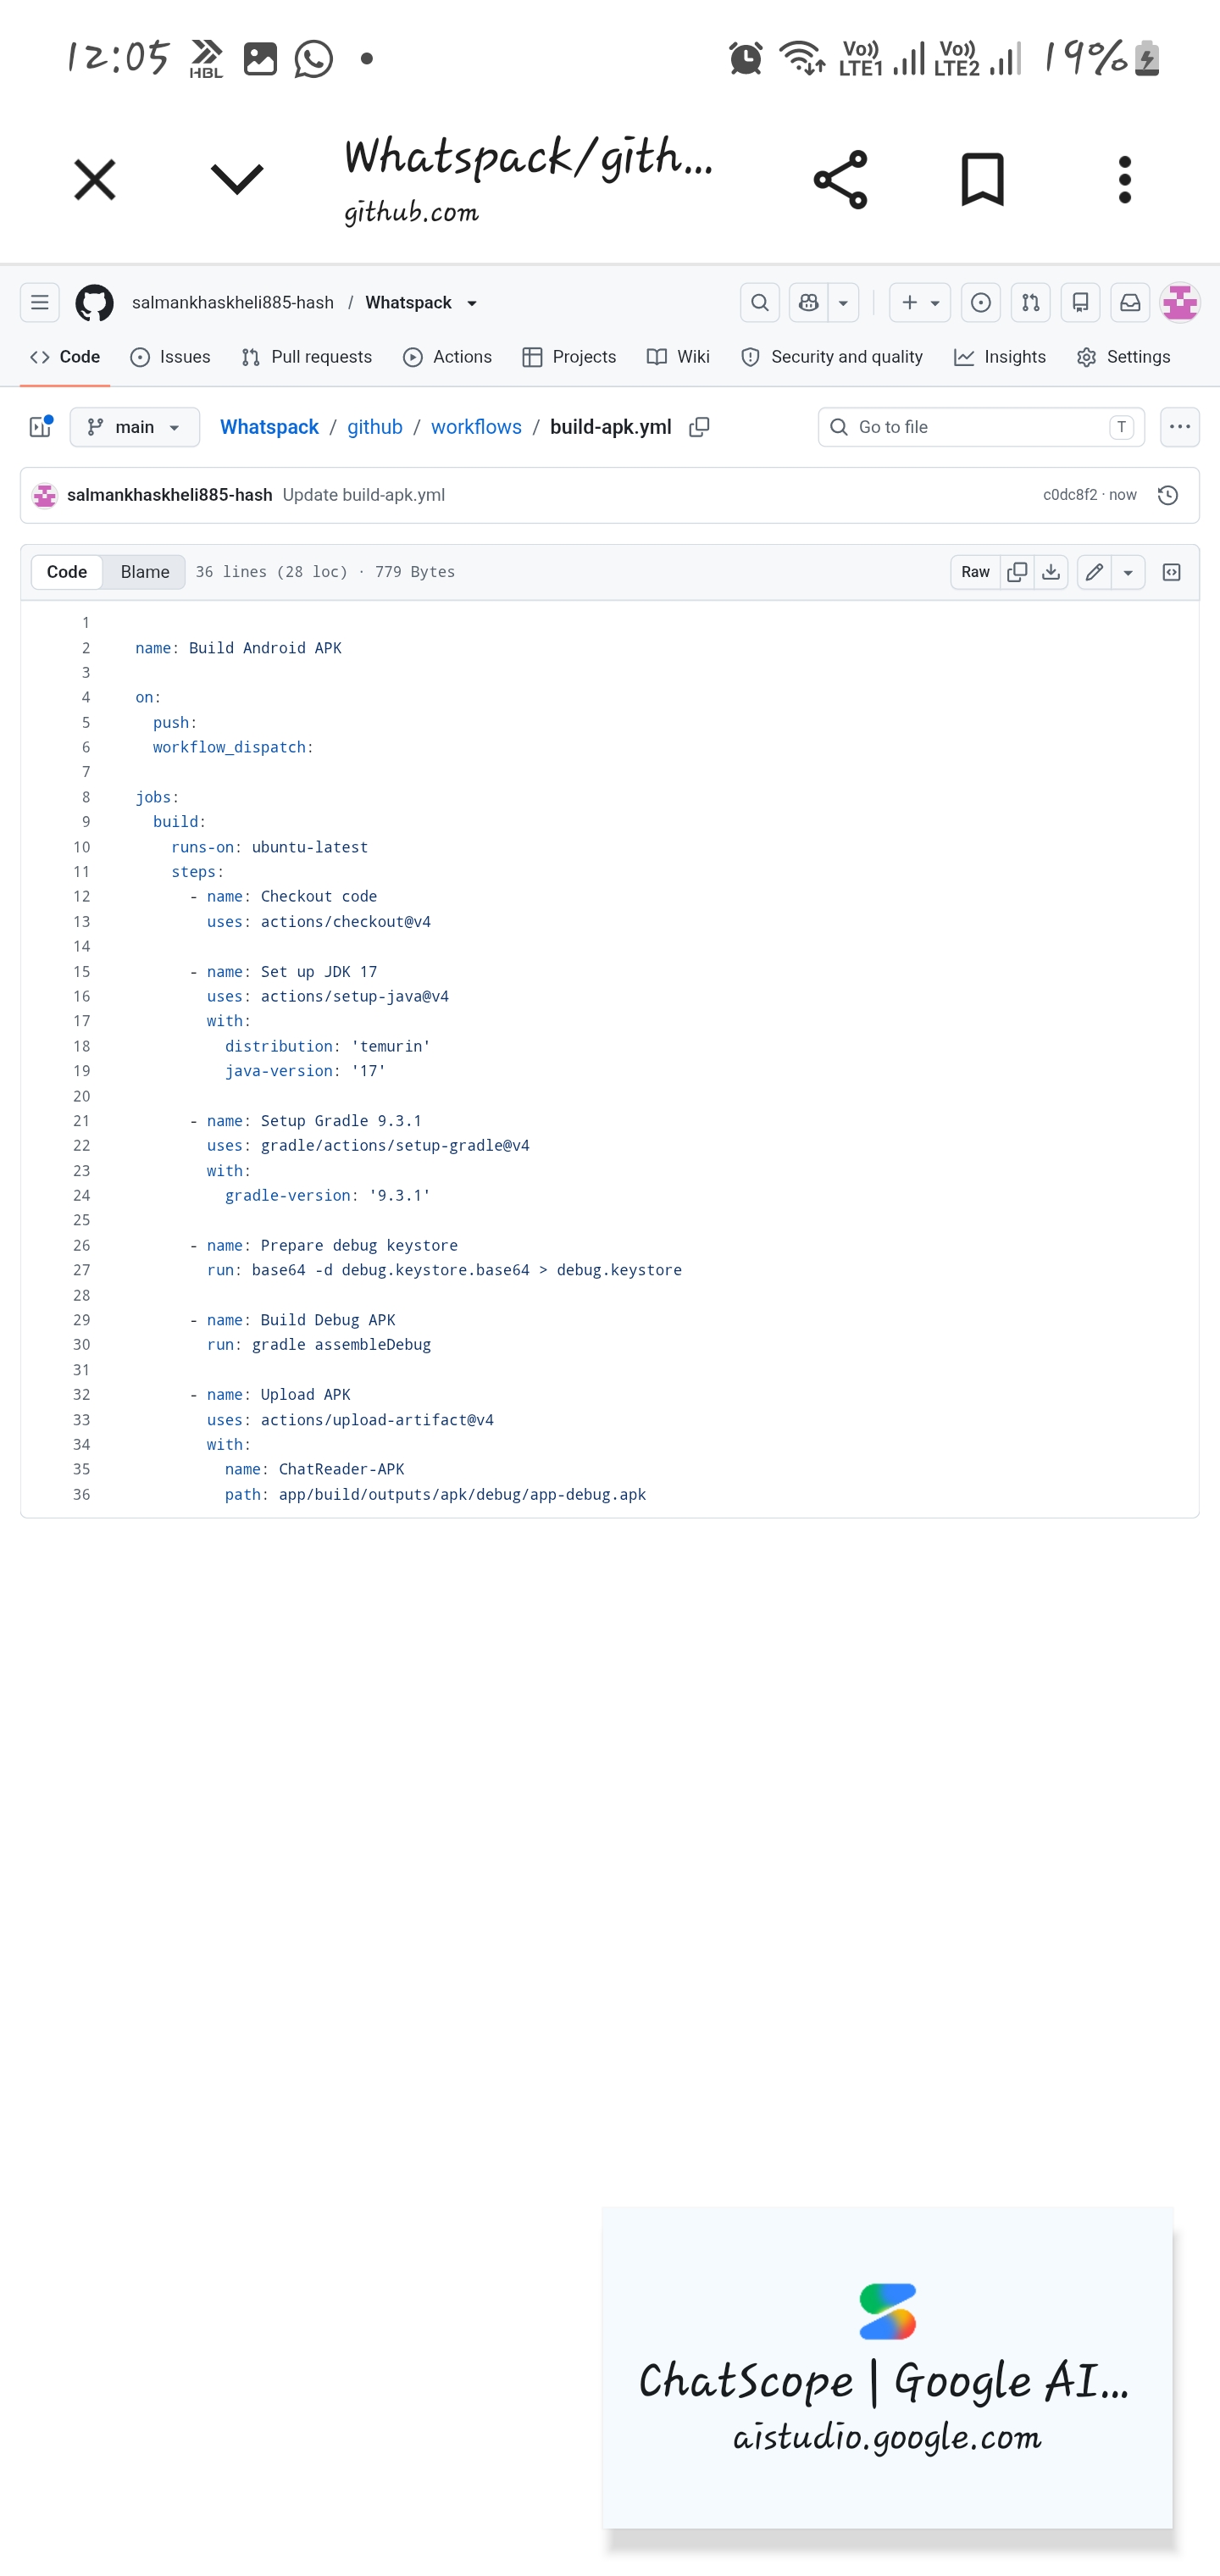 12:05 HBL Vo)) LTE1 Vo)) LTE2 19%
Whatspack/gith...
github.com
salmankhaskheli885-hash / Whatspack
Code Issues Pull requests Actions Projects Wiki Security and quality Insights Settings
main Whatspack / github / workflows / build-apk.yml Go to file T
salmankhaskheli885-hash Update build-apk.yml c0dc8f2 · now
Code Blame 36 lines (28 loc) · 779 Bytes Raw
1
2 name: Build Android APK
3
4 on:
5 push:
6 workflow_dispatch:
7
8 jobs:
9 build:
10 runs-on: ubuntu-latest
11 steps:
12 - name: Checkout code
13 uses: actions/checkout@v4
14
15 - name: Set up JDK 17
16 uses: actions/setup-java@v4
17 with:
18 distribution: 'temurin'
19 java-version: '17'
20
21 - name: Setup Gradle 9.3.1
22 uses: gradle/actions/setup-gradle@v4
23 with:
24 gradle-version: '9.3.1'
25
26 - name: Prepare debug keystore
27 run: base64 -d debug.keystore.base64 > debug.keystore
28
29 - name: Build Debug APK
30 run: gradle assembleDebug
31
32 - name: Upload APK
33 uses: actions/upload-artifact@v4
34 with:
35 name: ChatReader-APK
36 path: app/build/outputs/apk/debug/app-debug.apk
ChatScope | Google AI...
aistudio.google.com